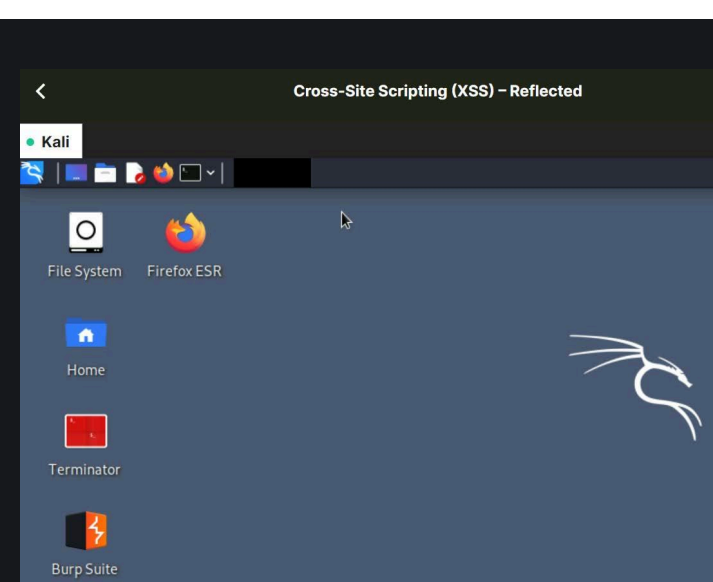 Cross-Site Scripting (XSS) – Reflected
Kali
File System
Firefox ESR
Home
Terminator
Burp Suite